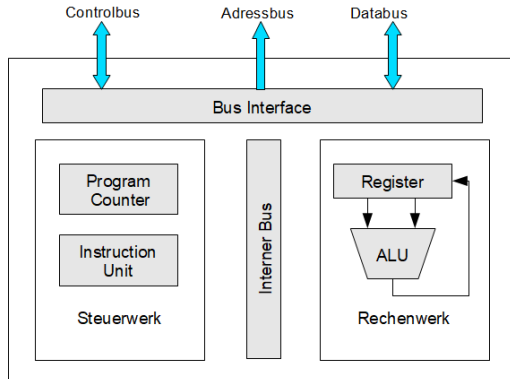 Controlbus
Adressbus
Databus
Bus Interface
Program
Counter
Instruction
Unit
Steuerwerk
Interner Bus
Register
ALU
Rechenwerk